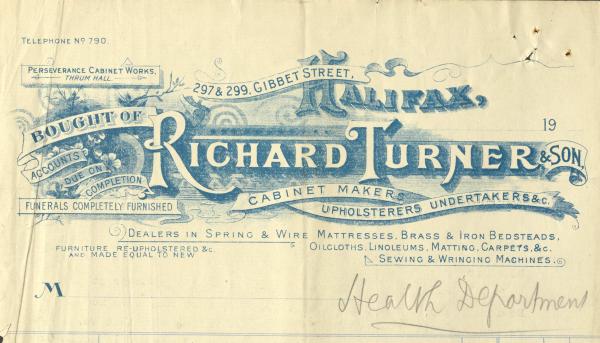 TELEPHONE No 790.
PERSEVERANCE CABINET WORKS,
THRUM HALL.
297 & 299, GIBBET STREET,
HALIFAX,
19
BOUGHT OF
RICHARD TURNER & SON,
ACCOUNTS
DUE ON
COMPLETION
CABINET MAKERS
UPHOLSTERERS UNDERTAKERS &c.
FUNERALS COMPLETELY FURNISHED
DEALERS IN SPRING & WIRE MATTRESSES, BRASS & IRON BEDSTEADS,
FURNITURE RE-UPHOLSTERED &c.
AND MADE EQUAL TO NEW
OILCLOTHS, LINOLEUMS, MATTING, CARPETS, &c.
SEWING & WRINGING MACHINES.
M
Health Department